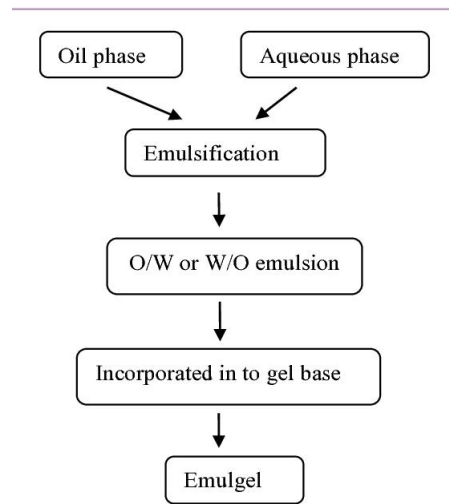 Oil phase
Aqueous phase
Emulsification
O/W or W/O emulsion
Incorporated in to gel base
Emulgel